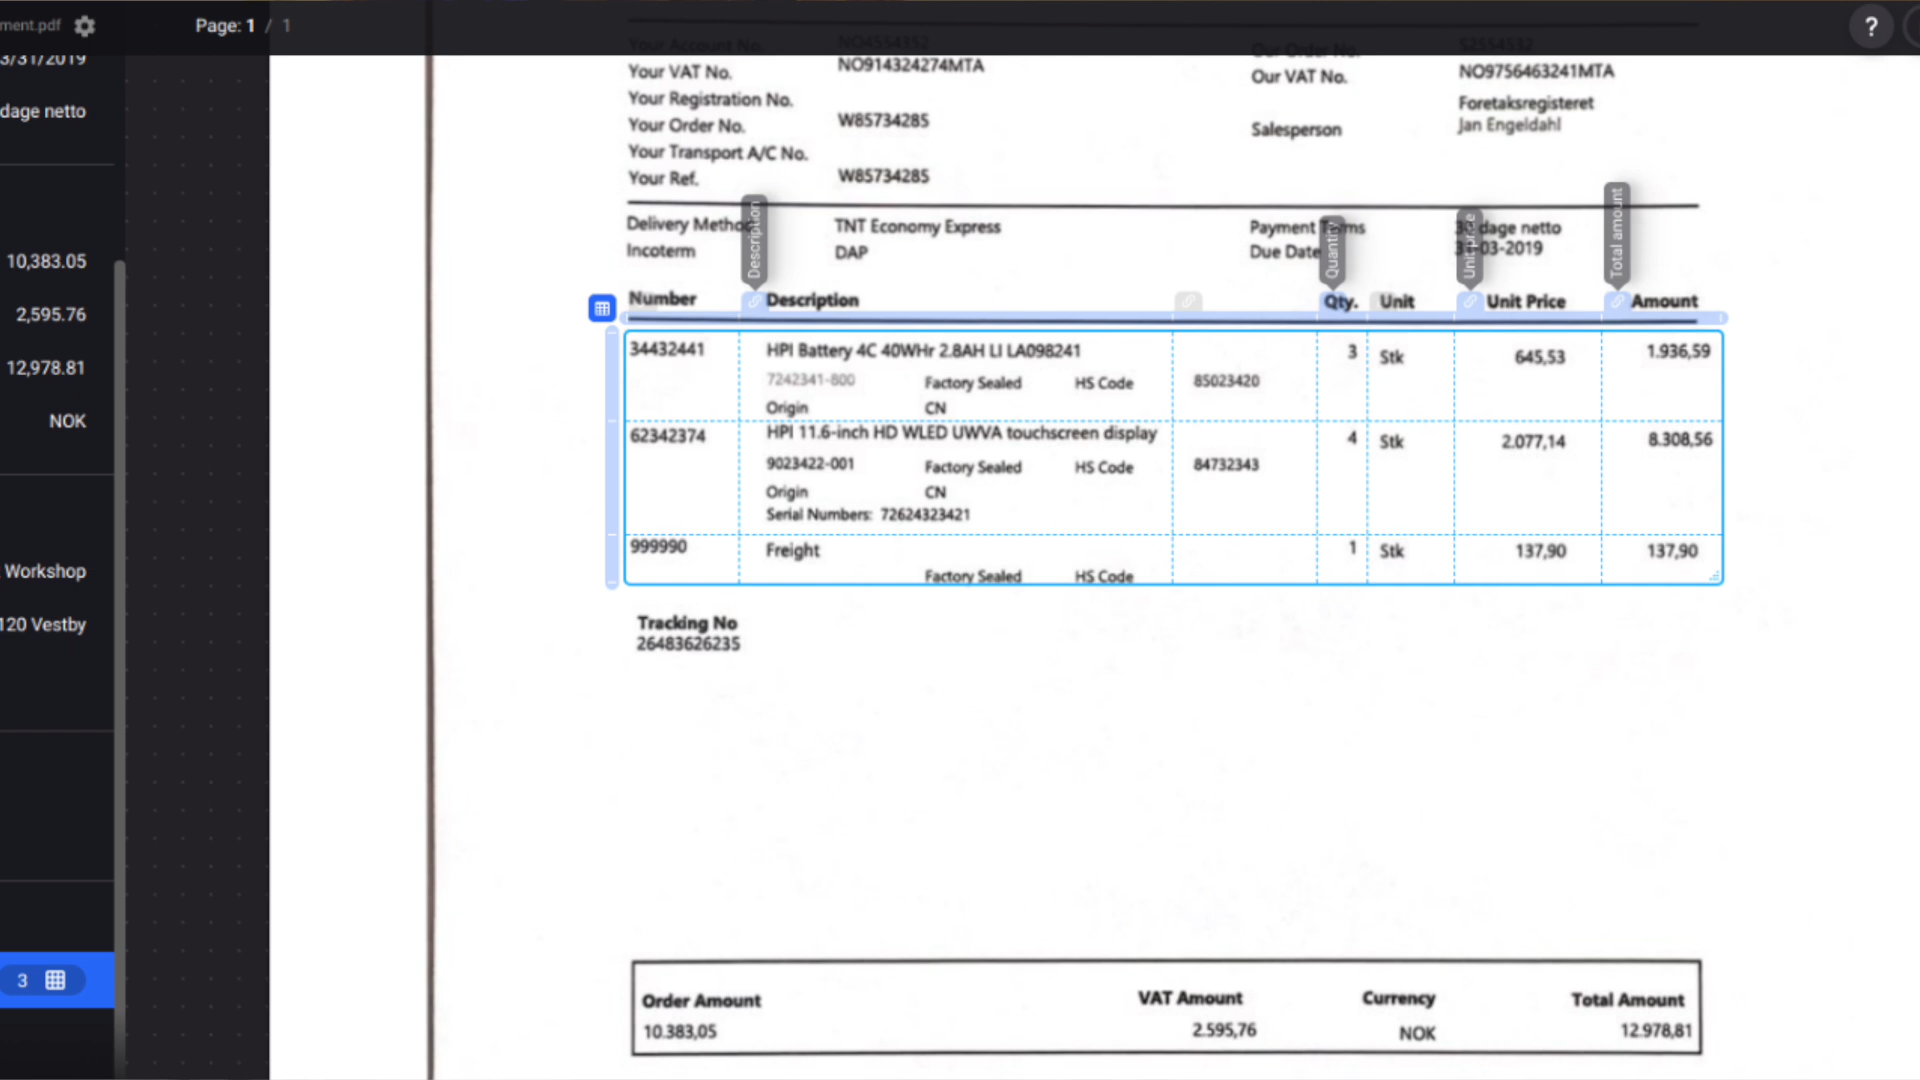 ment.pdf
Page: 1 / 1
?
3/31/2019
dage netto
10,383.05
2,595.76
12,978.81
NOK
Workshop
120 Vestby
3
Your Account No. NO4554352 Our Order No. S2554532
Your VAT No. NO914324274MTA Our VAT No. NO9756463241MTA
Your Registration No. Foretaksregisteret
Your Order No. W85734285 Salesperson Jan Engeldahl
Your Transport A/C No.
Your Ref. W85734285
Delivery Method TNT Economy Express Payment Terms 30 dage netto
Incoterm DAP Due Date 31-03-2019
Description Quantity Unit price Total amount
Number Description Qty. Unit Unit Price Amount
34432441 HPI Battery 4C 40WHr 2.8AH LI LA098241 3 Stk 645,53 1.936,59
7242341-800 Factory Sealed HS Code 85023420
Origin CN
62342374 HPI 11.6-inch HD WLED UWVA touchscreen display 4 Stk 2.077,14 8.308,56
9023422-001 Factory Sealed HS Code 84732343
Origin CN
Serial Numbers: 72624323421
999990 Freight 1 Stk 137,90 137,90
Factory Sealed HS Code
Tracking No
26483626235
Order Amount VAT Amount Currency Total Amount
10.383,05 2.595,76 NOK 12.978,81